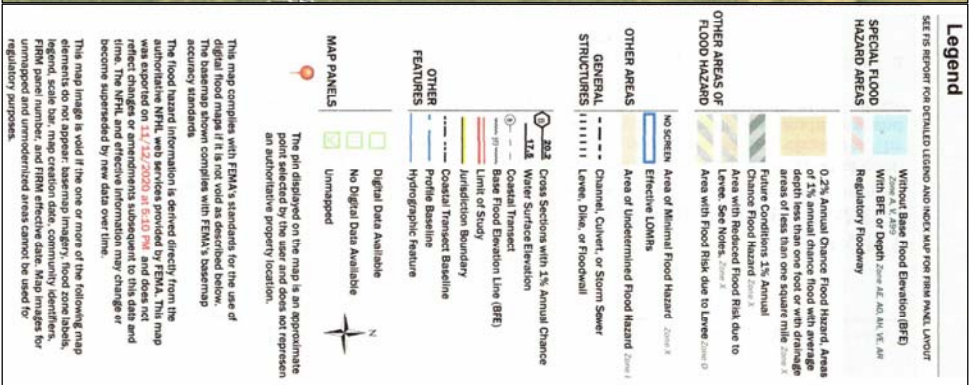 Legend
SEE FIS REPORT FOR DETAILED LEGEND AND INDEX MAP FOR FIRM PANEL LAYOUT
SPECIAL FLOOD
HAZARD AREAS
Without Base Flood Elevation (BFE)
Zone A, V, A99
With BFE or Depth Zone AE, AO, AH, VE, AR
Regulatory Floodway
OTHER AREAS OF
FLOOD HAZARD
0.2% Annual Chance Flood Hazard, Areas
of 1% annual chance flood with average
depth less than one foot or with drainage
areas of less than one square mile Zone X
Future Conditions 1% Annual
Chance Flood Hazard Zone X
Area with Reduced Flood Risk due to
Levee. See Notes. Zone X
Area with Flood Risk due to Levee Zone D
OTHER AREAS
NO SCREEN Area of Minimal Flood Hazard Zone X
Effective LOMRs
Area of Undetermined Flood Hazard Zone
GENERAL
STRUCTURES
Channel, Culvert, or Storm Sewer
Levee, Dike, or Floodwall
OTHER
FEATURES
B 20.2 Cross Sections with 1% Annual Chance
17.5 Water Surface Elevation
8 Coastal Transect
Base Flood Elevation Line (BFE)
Limit of Study
Jurisdiction Boundary
Coastal Transect Baseline
Profile Baseline
Hydrographic Feature
MAP PANELS
Digital Data Available
No Digital Data Available
Unmapped
N
The pin displayed on the map is an approximate
point selected by the user and does not represen
an authoritative property location.
This map complies with FEMA's standards for the use of
digital flood maps if it is not void as described below.
The basemap shown complies with FEMA's basemap
accuracy standards
The flood hazard information is derived directly from the
authoritative NFHL web services provided by FEMA. This map
was exported on 11/12/2020 at 5:10 PM and does not
reflect changes or amendments subsequent to this date and
time. The NFHL and effective information may change or
become superseded by new data over time.
This map image is void if the one or more of the following map
elements do not appear: basemap imagery, flood zone labels,
legend, scale bar, map creation date, community identifiers,
FIRM panel number, and FIRM effective date. Map images for
unmapped and unmodernized areas cannot be used for
regulatory purposes.